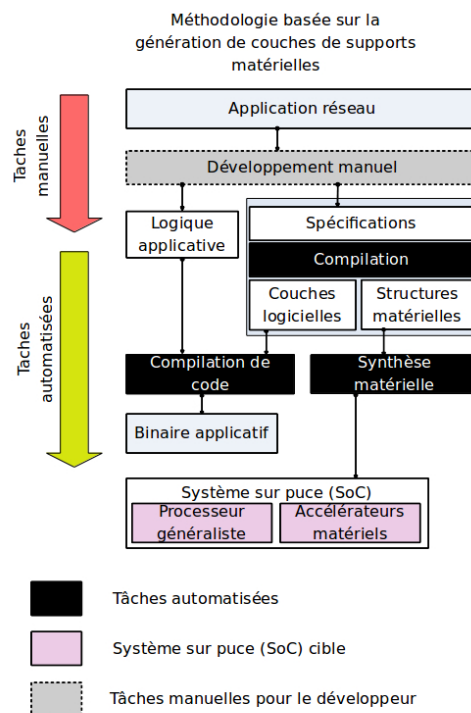 Méthodologie basée sur la
génération de couches de supports
matérielles
Taches
manuelles
Application réseau
Développement manuel
Logique
applicative
Spécifications
Compilation
Couches
logicielles
Structures
matérielles
Taches
automatisées
Compilation de
code
Synthèse
matérielle
Binaire applicatif
Système sur puce (SoC)
Processeur
généraliste
Accélérateurs
matériels
Tâches automatisées
Système sur puce (SoC) cible
Tâches manuelles pour le développeur